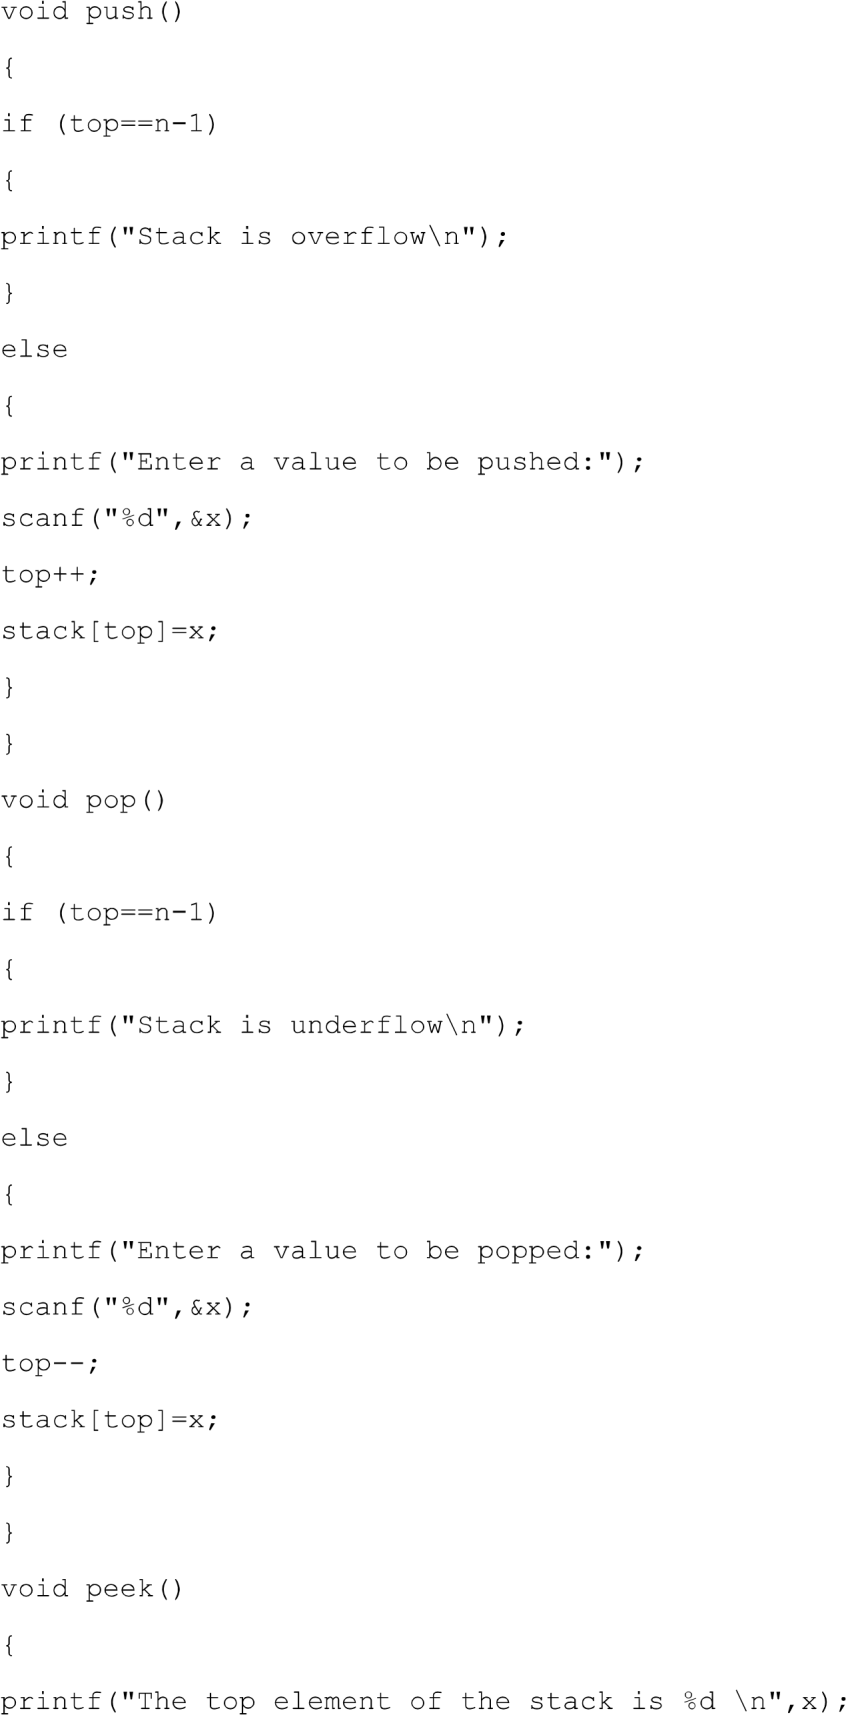 void push()
{
if (top==n-1)
{
printf("Stack is overflow\n");
}
else
{
printf("Enter a value to be pushed:");
scanf("%d",&x);
top++;
stack[top]=x;
}
}
void pop()
{
if (top==n-1)
{
printf("Stack is underflow\n");
}
else
{
printf("Enter a value to be popped:");
scanf("%d",&x);
top--;
stack[top]=x;
}
}
void peek()
{
printf("The top element of the stack is %d \n",x);